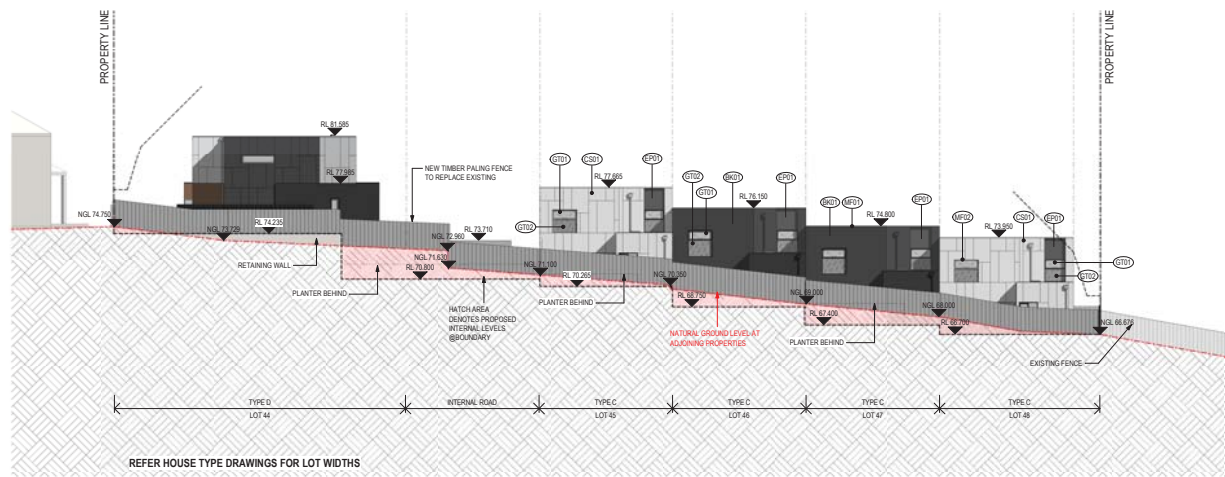 PROPERTY LINE
PROPERTY LINE
RL 81.585
RL 77.985
NEW TIMBER PALING FENCE
TO REPLACE EXISTING
GT01
CS01
EP01
RL 77.665
GT02
GT02
GT01
BK01
EP01
RL 76.150
BK01
MF01
EP01
RL 74.800
MF02
CS01
EP01
RL 73.950
GT01
GT02
NGL 74.750
NGL 73.729
RL 74.235
NGL 72.960
RL 73.710
NGL 71.630
RL 70.800
NGL 71.100
RL 70.265
NGL 70.350
RL 68.750
NGL 69.000
RL 67.400
NGL 68.000
NGL 66.676
RETAINING WALL
PLANTER BEHIND
HATCH AREA
DENOTES PROPOSED
INTERNAL LEVELS
@BOUNDARY
PLANTER BEHIND
NATURAL GROUND LEVEL AT
ADJOINING PROPERTIES
PLANTER BEHIND
EXISTING FENCE
TYPE D
LOT 44
INTERNAL ROAD
TYPE C
LOT 45
TYPE C
LOT 46
TYPE C
LOT 47
TYPE C
LOT 48
REFER HOUSE TYPE DRAWINGS FOR LOT WIDTHS